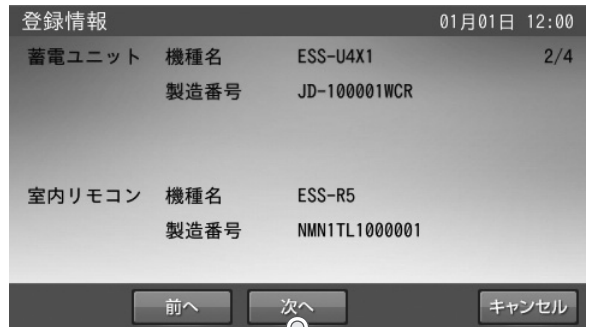 登録情報 01月01日 12:00
蓄電ユニット 機種名 ESS-U4X1 2/4
製造番号 JD-100001WCR
室内リモコン 機種名 ESS-R5
製造番号 NMN1TL1000001
前へ 次へ キャンセル